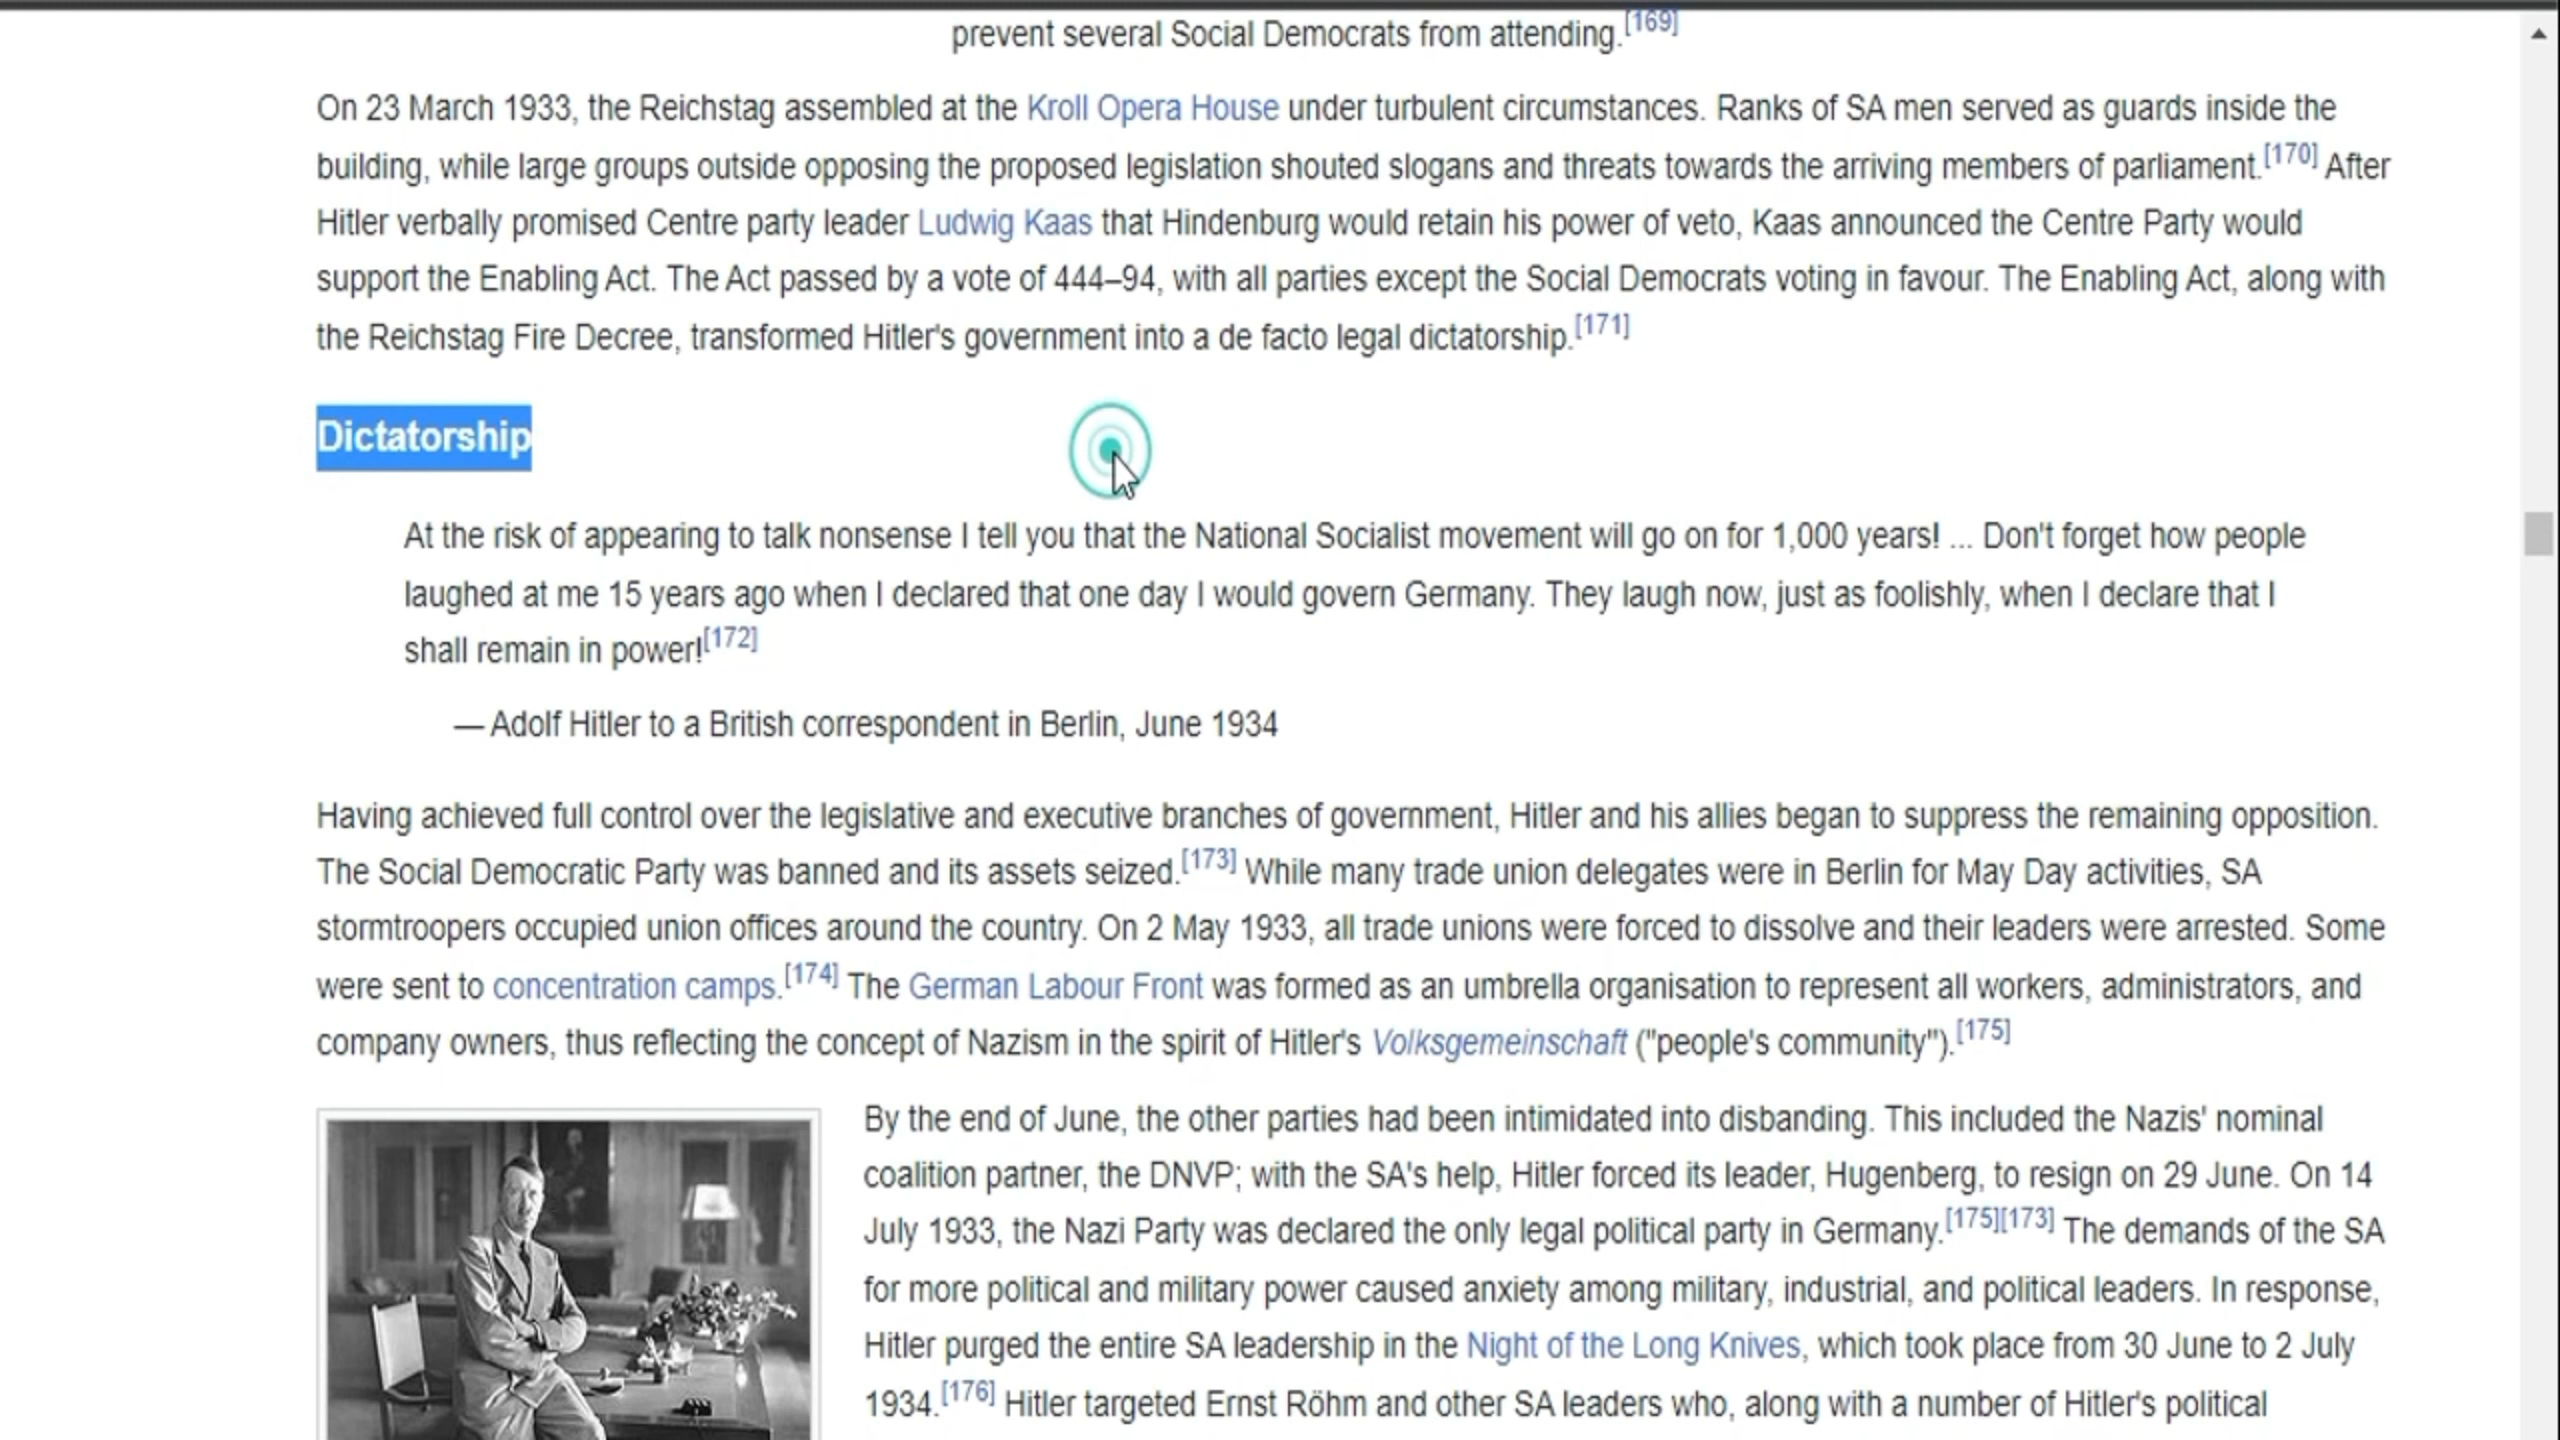 prevent several Social Democrats from attending.[169]
On 23 March 1933, the Reichstag assembled at the Kroll Opera House under turbulent circumstances. Ranks of SA men served as guards inside the
building, while large groups outside opposing the proposed legislation shouted slogans and threats towards the arriving members of parliament.[170] After
Hitler verbally promised Centre party leader Ludwig Kaas that Hindenburg would retain his power of veto, Kaas announced the Centre Party would
support the Enabling Act. The Act passed by a vote of 444–94, with all parties except the Social Democrats voting in favour. The Enabling Act, along with
the Reichstag Fire Decree, transformed Hitler's government into a de facto legal dictatorship.[171]
Dictatorship
At the risk of appearing to talk nonsense I tell you that the National Socialist movement will go on for 1,000 years! ... Don't forget how people
laughed at me 15 years ago when I declared that one day I would govern Germany. They laugh now, just as foolishly, when I declare that I
shall remain in power![172]
— Adolf Hitler to a British correspondent in Berlin, June 1934
Having achieved full control over the legislative and executive branches of government, Hitler and his allies began to suppress the remaining opposition.
The Social Democratic Party was banned and its assets seized.[173] While many trade union delegates were in Berlin for May Day activities, SA
stormtroopers occupied union offices around the country. On 2 May 1933, all trade unions were forced to dissolve and their leaders were arrested. Some
were sent to concentration camps.[174] The German Labour Front was formed as an umbrella organisation to represent all workers, administrators, and
company owners, thus reflecting the concept of Nazism in the spirit of Hitler's Volksgemeinschaft ("people's community").[175]
By the end of June, the other parties had been intimidated into disbanding. This included the Nazis' nominal
coalition partner, the DNVP; with the SA's help, Hitler forced its leader, Hugenberg, to resign on 29 June. On 14
July 1933, the Nazi Party was declared the only legal political party in Germany.[175][173] The demands of the SA
for more political and military power caused anxiety among military, industrial, and political leaders. In response,
Hitler purged the entire SA leadership in the Night of the Long Knives, which took place from 30 June to 2 July
1934.[176] Hitler targeted Ernst Röhm and other SA leaders who, along with a number of Hitler's political